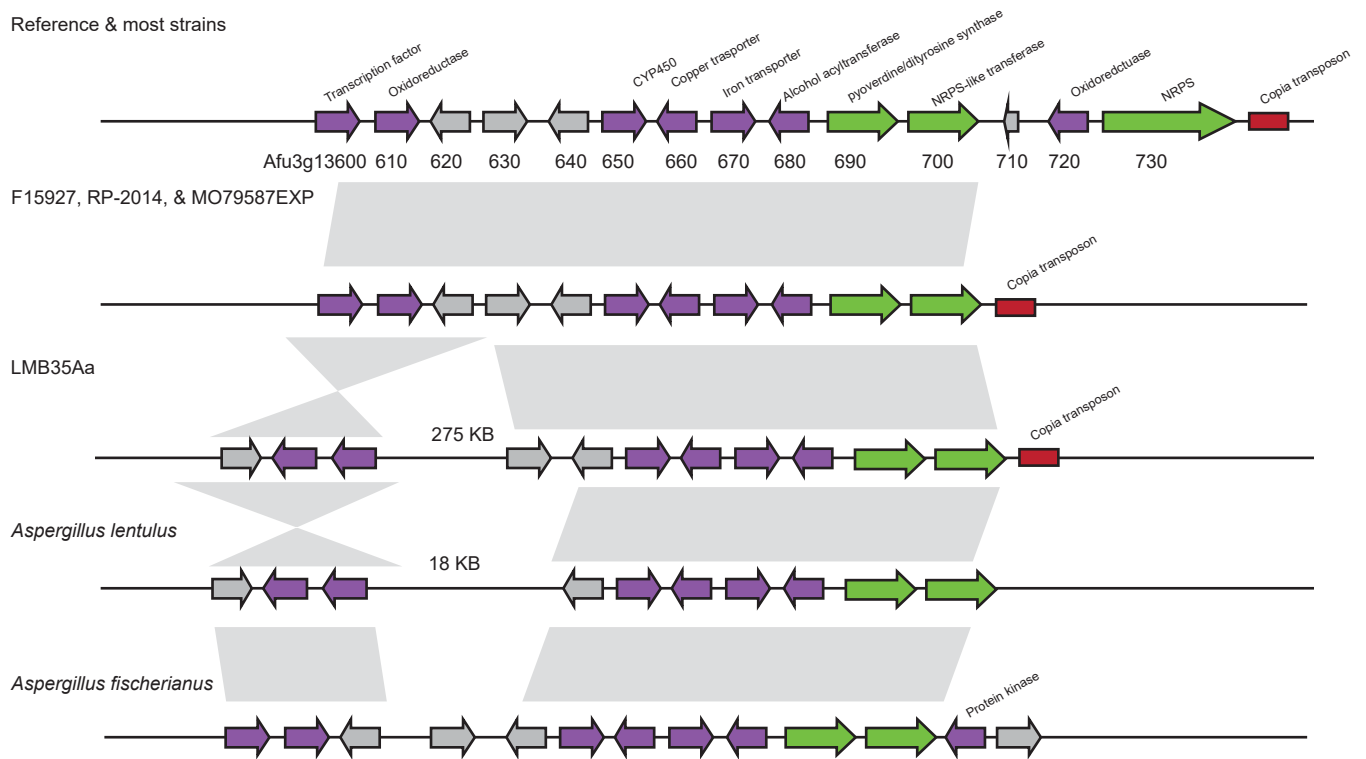 Reference & most strains
Transcription factor
Oxidoreductase
CYP450
Copper trasporter
Iron transporter
Alcohol acyltransferase
pyoverdine/dityrosine synthase
NRPS-like transferase
Oxidoredctuase
NRPS
Copia transposon
Afu3g13600 610 620 630 640 650 660 670 680 690 700 710 720 730
F15927, RP-2014, & MO79587EXP
Copia transposon
LMB35Aa
275 KB
Copia transposon
Aspergillus lentulus
18 KB
Aspergillus fischerianus
Protein kinase